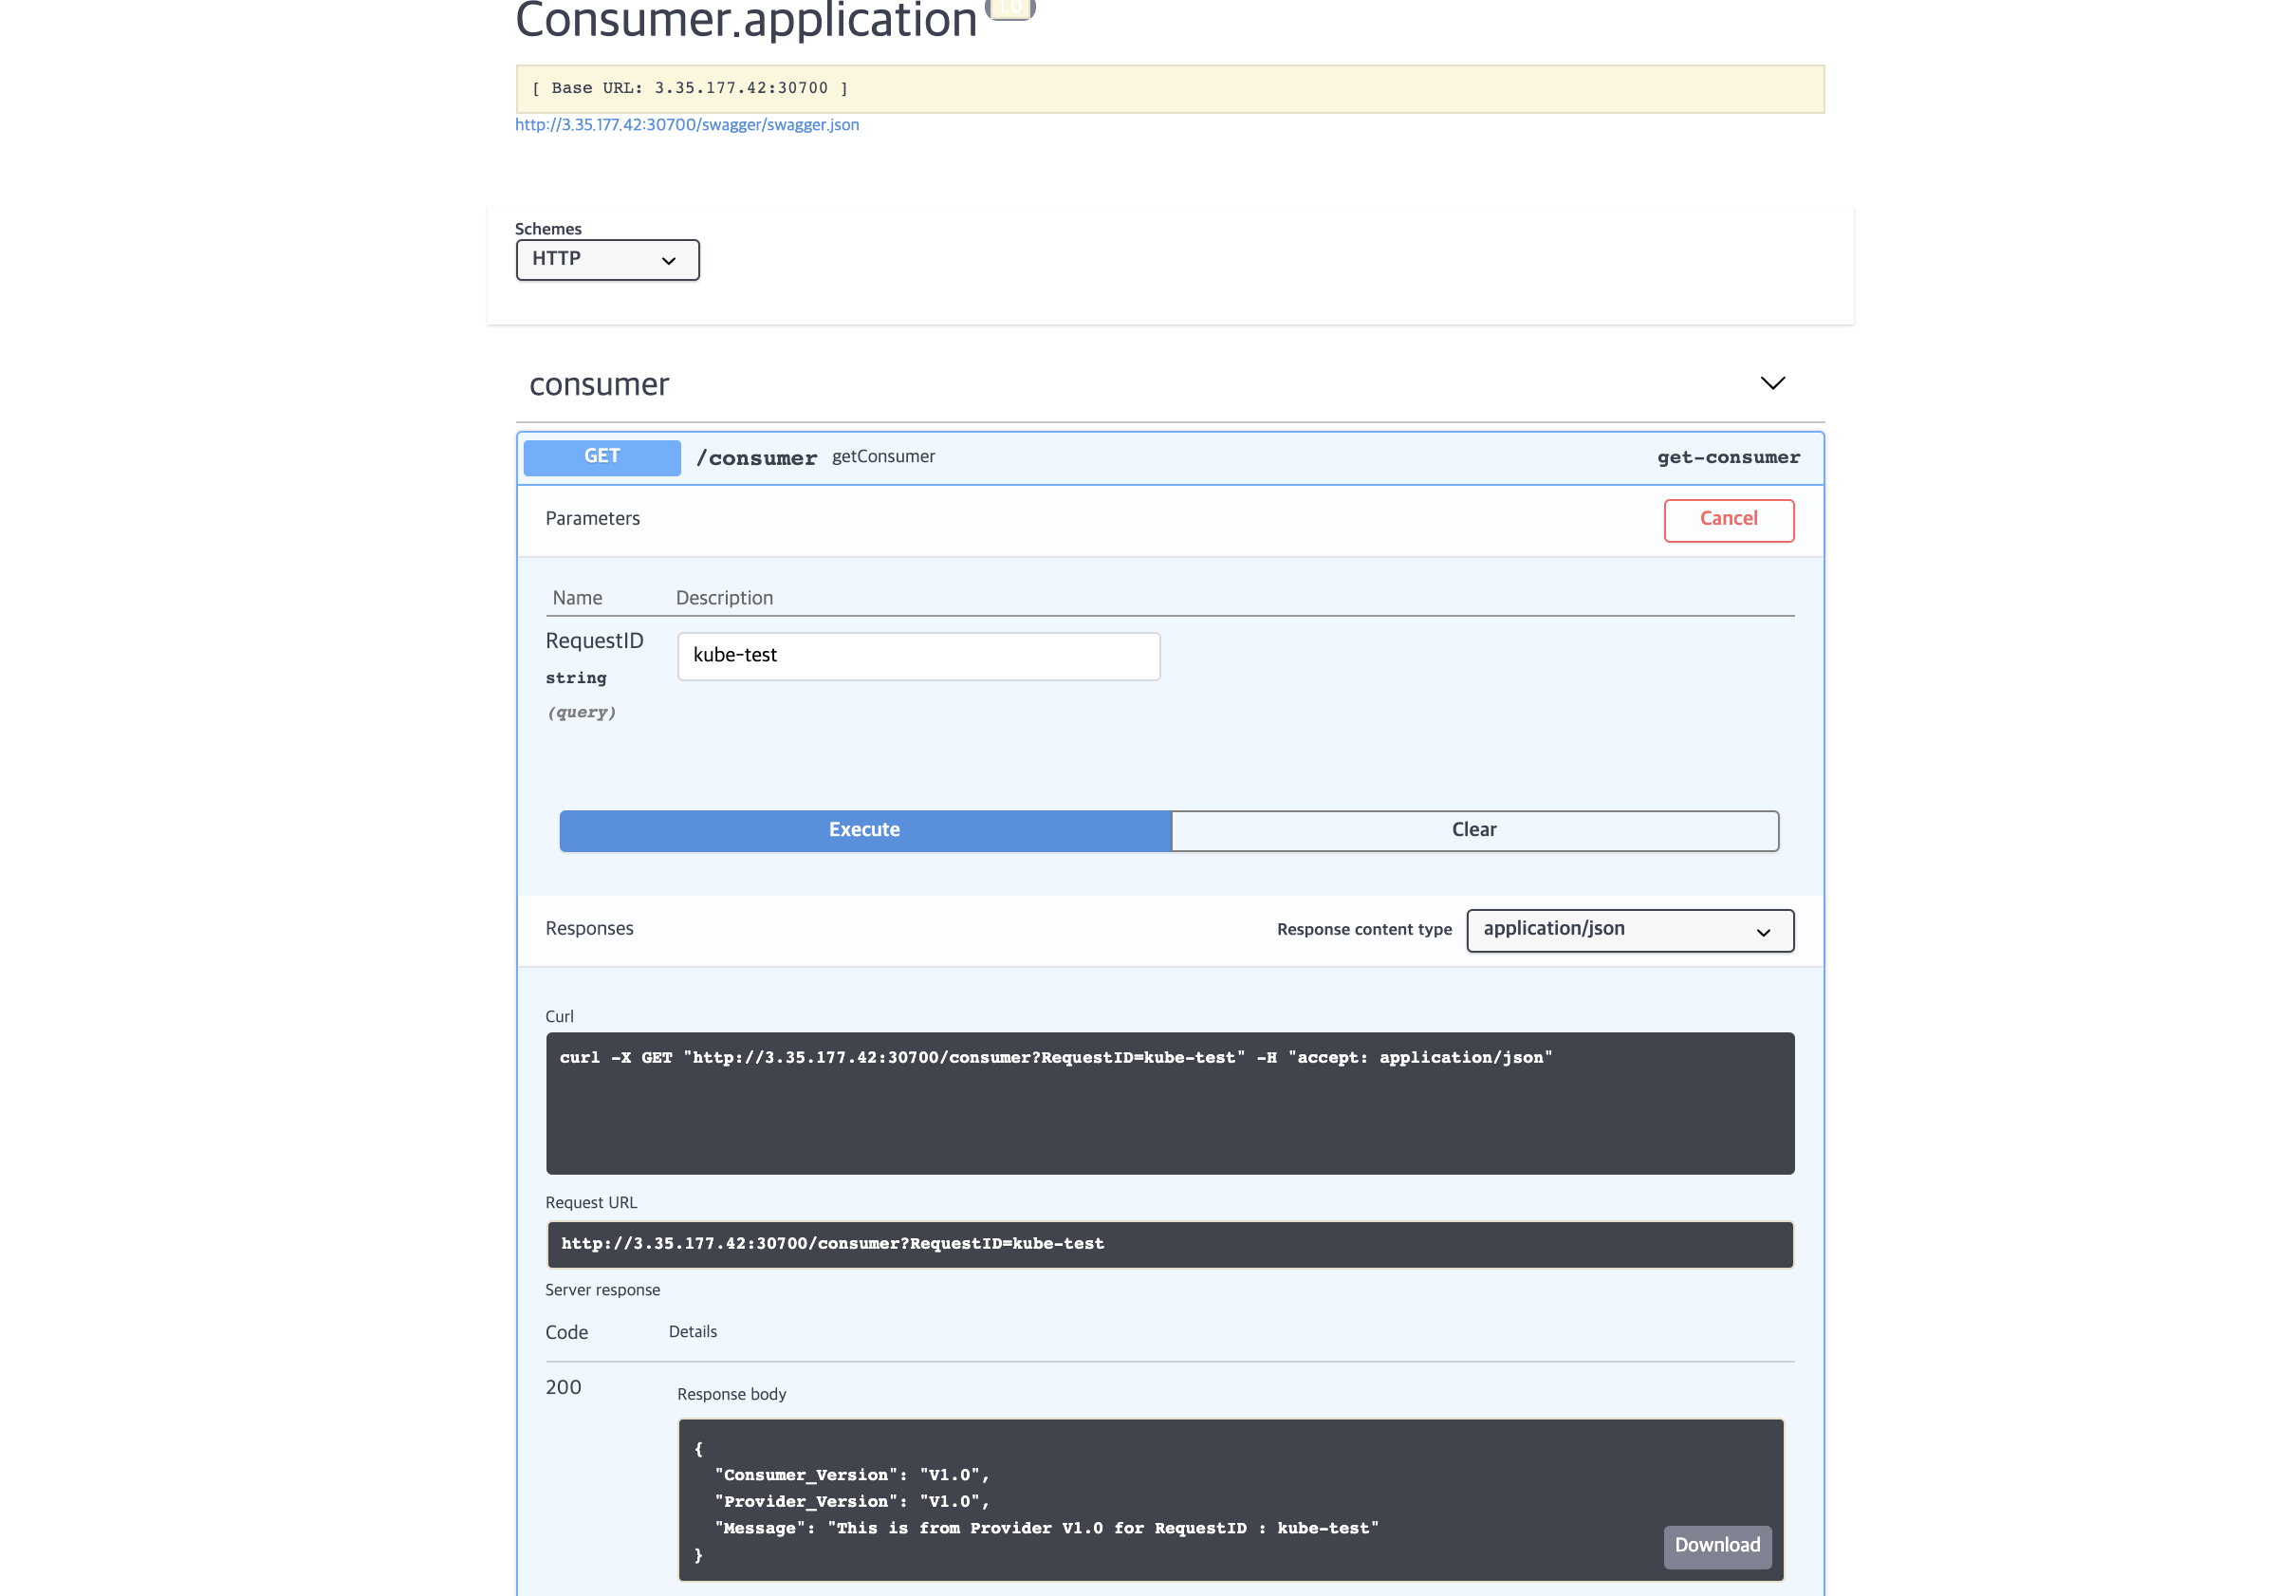 Consumer.application 1.0
[ Base URL: 3.35.177.42:30700 ]
http://3.35.177.42:30700/swagger/swagger.json
Schemes
HTTP
consumer
GET /consumer getConsumer get-consumer
Parameters Cancel
Name Description
RequestID kube-test
string
(query)
Execute Clear
Responses Response content type application/json
Curl
curl -X GET "http://3.35.177.42:30700/consumer?RequestID=kube-test" -H "accept: application/json"
Request URL
http://3.35.177.42:30700/consumer?RequestID=kube-test
Server response
Code Details
200 Response body
{
"Consumer_Version": "V1.0",
"Provider_Version": "V1.0",
"Message": "This is from Provider V1.0 for RequestID : kube-test"
}
Download